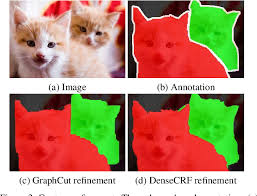 (a) Image
(b) Annotation
(c) GraphCut refinement
(d) DenseCRF refinement